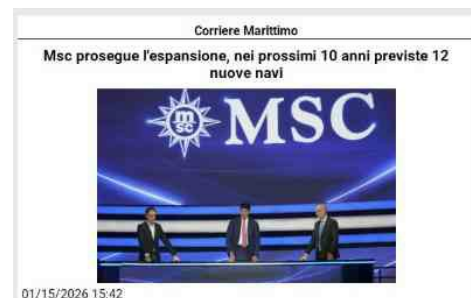 Corriere Marittimo
Msc prosegue l'espansione, nei prossimi 10 anni previste 12
nuove navi
msc
MSC
01/15/2026 15:42